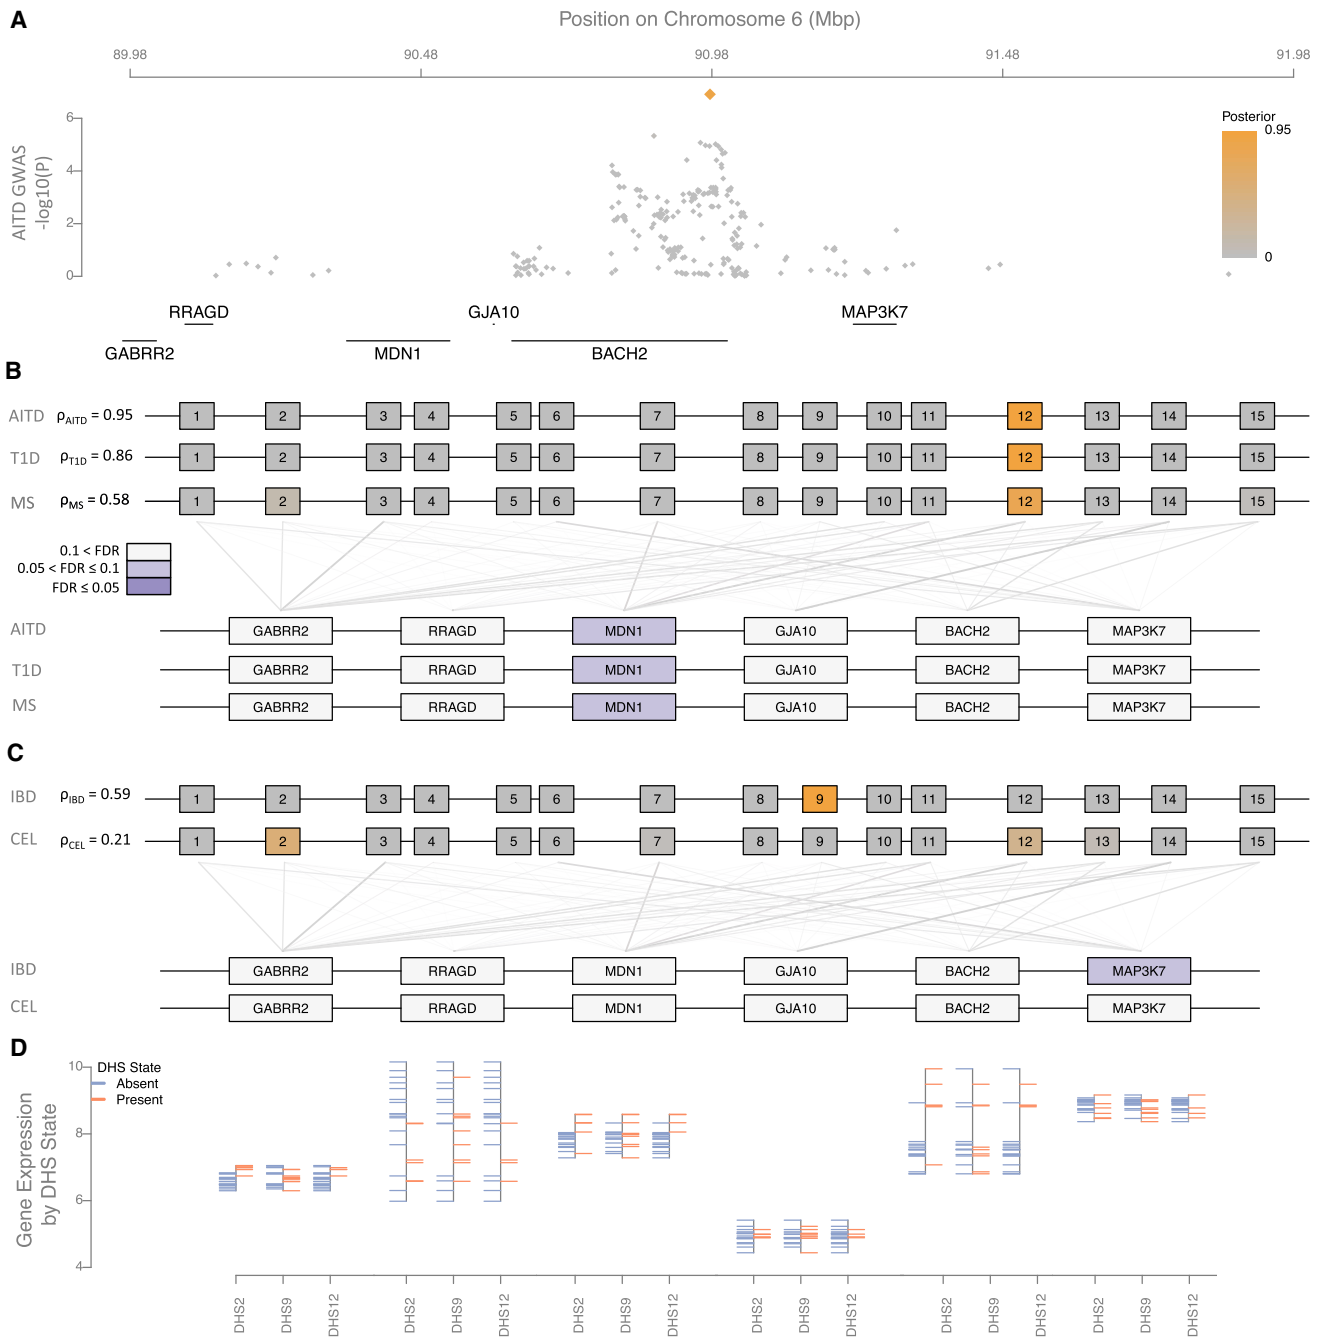 A
Position on Chromosome 6 (Mbp)
89.98 90.48 90.98 91.48 91.98
AITD GWAS
-log10(P)
6
4
2
0
Posterior
0.95
0
RRAGD GJA10 MAP3K7
GABRR2 MDN1 BACH2
B
AITD ρAITD = 0.95 1 2 3 4 5 6 7 8 9 10 11 12 13 14 15
T1D ρT1D = 0.86 1 2 3 4 5 6 7 8 9 10 11 12 13 14 15
MS ρMS = 0.58 1 2 3 4 5 6 7 8 9 10 11 12 13 14 15
0.1 < FDR
0.05 < FDR ≤ 0.1
FDR ≤ 0.05
AITD GABRR2 RRAGD MDN1 GJA10 BACH2 MAP3K7
T1D GABRR2 RRAGD MDN1 GJA10 BACH2 MAP3K7
MS GABRR2 RRAGD MDN1 GJA10 BACH2 MAP3K7
C
IBD ρIBD = 0.59 1 2 3 4 5 6 7 8 9 10 11 12 13 14 15
CEL ρCEL = 0.21 1 2 3 4 5 6 7 8 9 10 11 12 13 14 15
IBD GABRR2 RRAGD MDN1 GJA10 BACH2 MAP3K7
CEL GABRR2 RRAGD MDN1 GJA10 BACH2 MAP3K7
D
Gene Expression
by DHS State
10
8
6
4
DHS State
Absent
Present
DHS2 DHS9 DHS12 DHS2 DHS9 DHS12 DHS2 DHS9 DHS12 DHS2 DHS9 DHS12 DHS2 DHS9 DHS12 DHS2 DHS9 DHS12